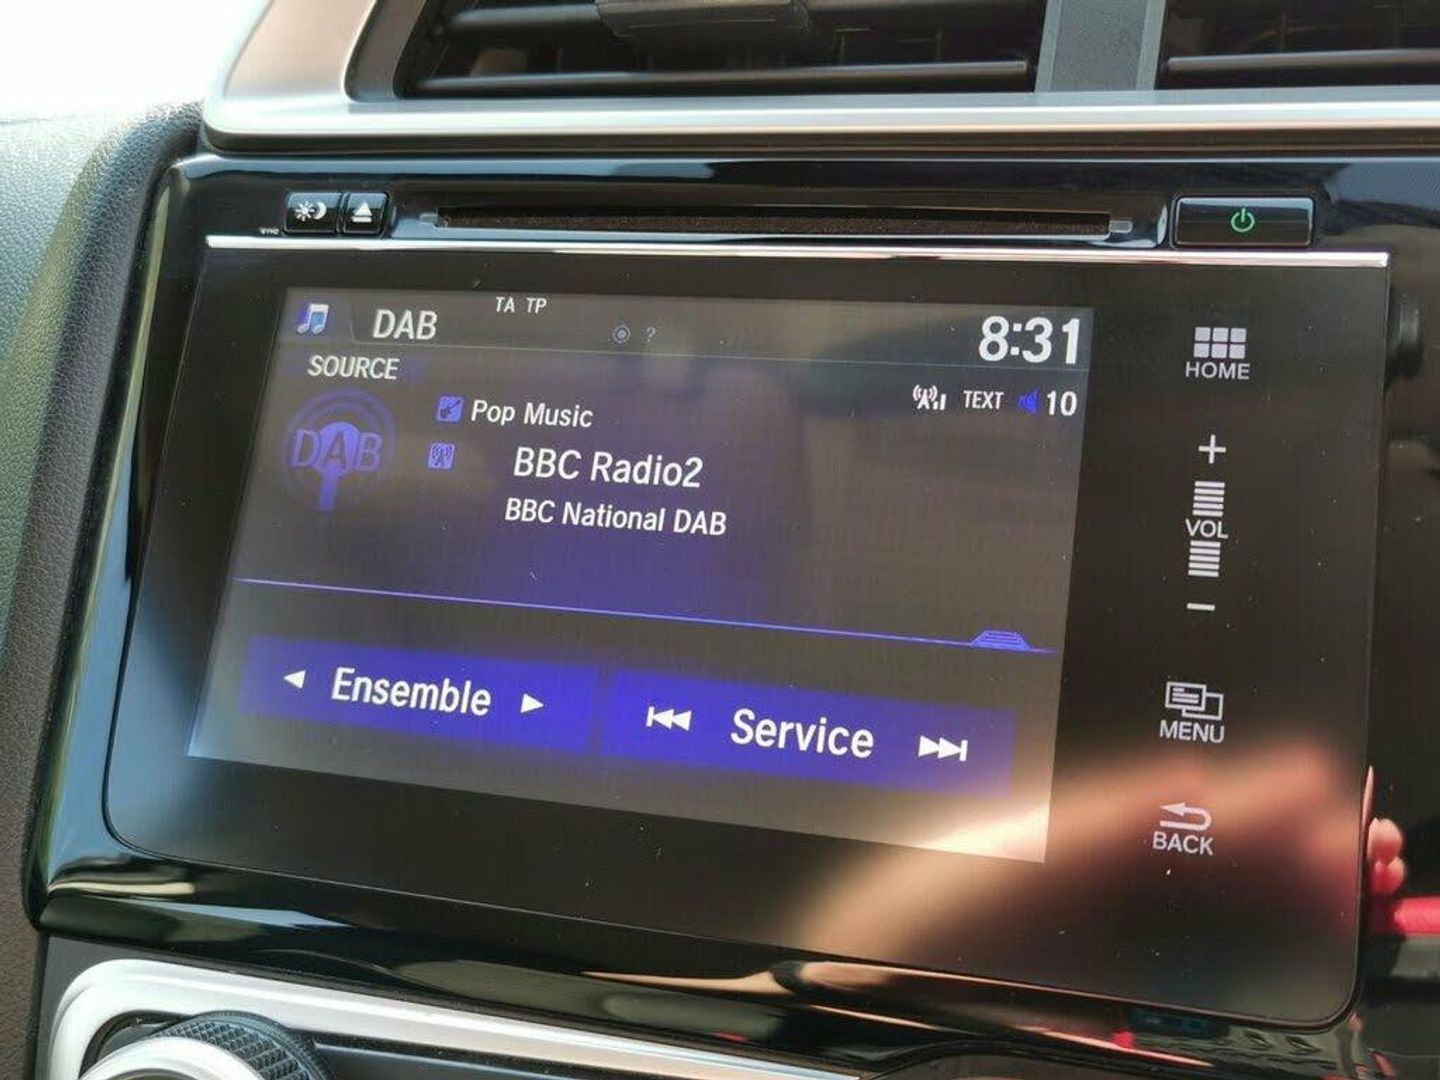 TA TP
DAB
?
8:31
SOURCE
TEXT
10
DAB
Pop Music
BBC Radio2
BBC National DAB
Ensemble
Service
HOME
+
VOL
-
MENU
BACK